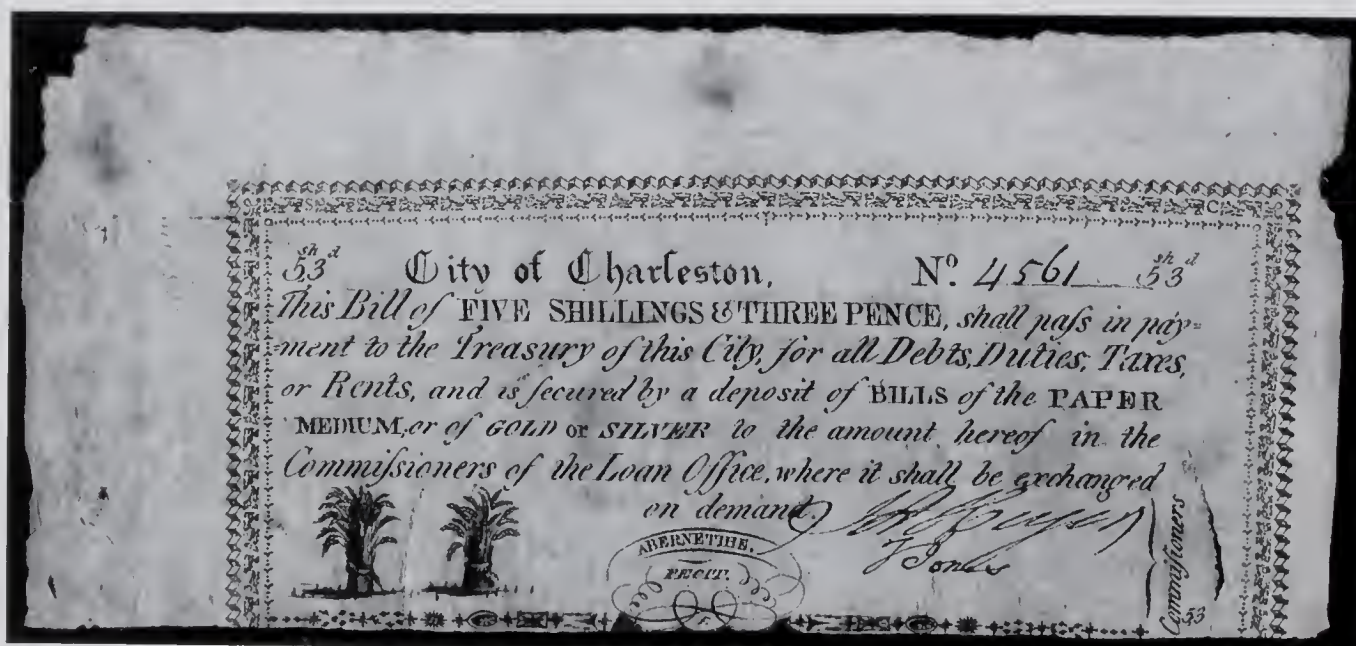 5 sh 3 d City of Charleston. No. 4561 5 sh 3 d
This Bill of FIVE SHILLINGS & THREE PENCE, shall paſs in pay=
=ment to the Treasury of this City, for all Debts, Duties, Taxes,
or Rents, and is ſecured by a deposit of BILLS of the PAPER
MEDIUM, or of GOLD or SILVER to the amount hereof in the
Commiſsioners of the Loan Office, where it shall be exchanged
on demand.
ABERNETHIE.
FECIT.
Commiſsioners
53